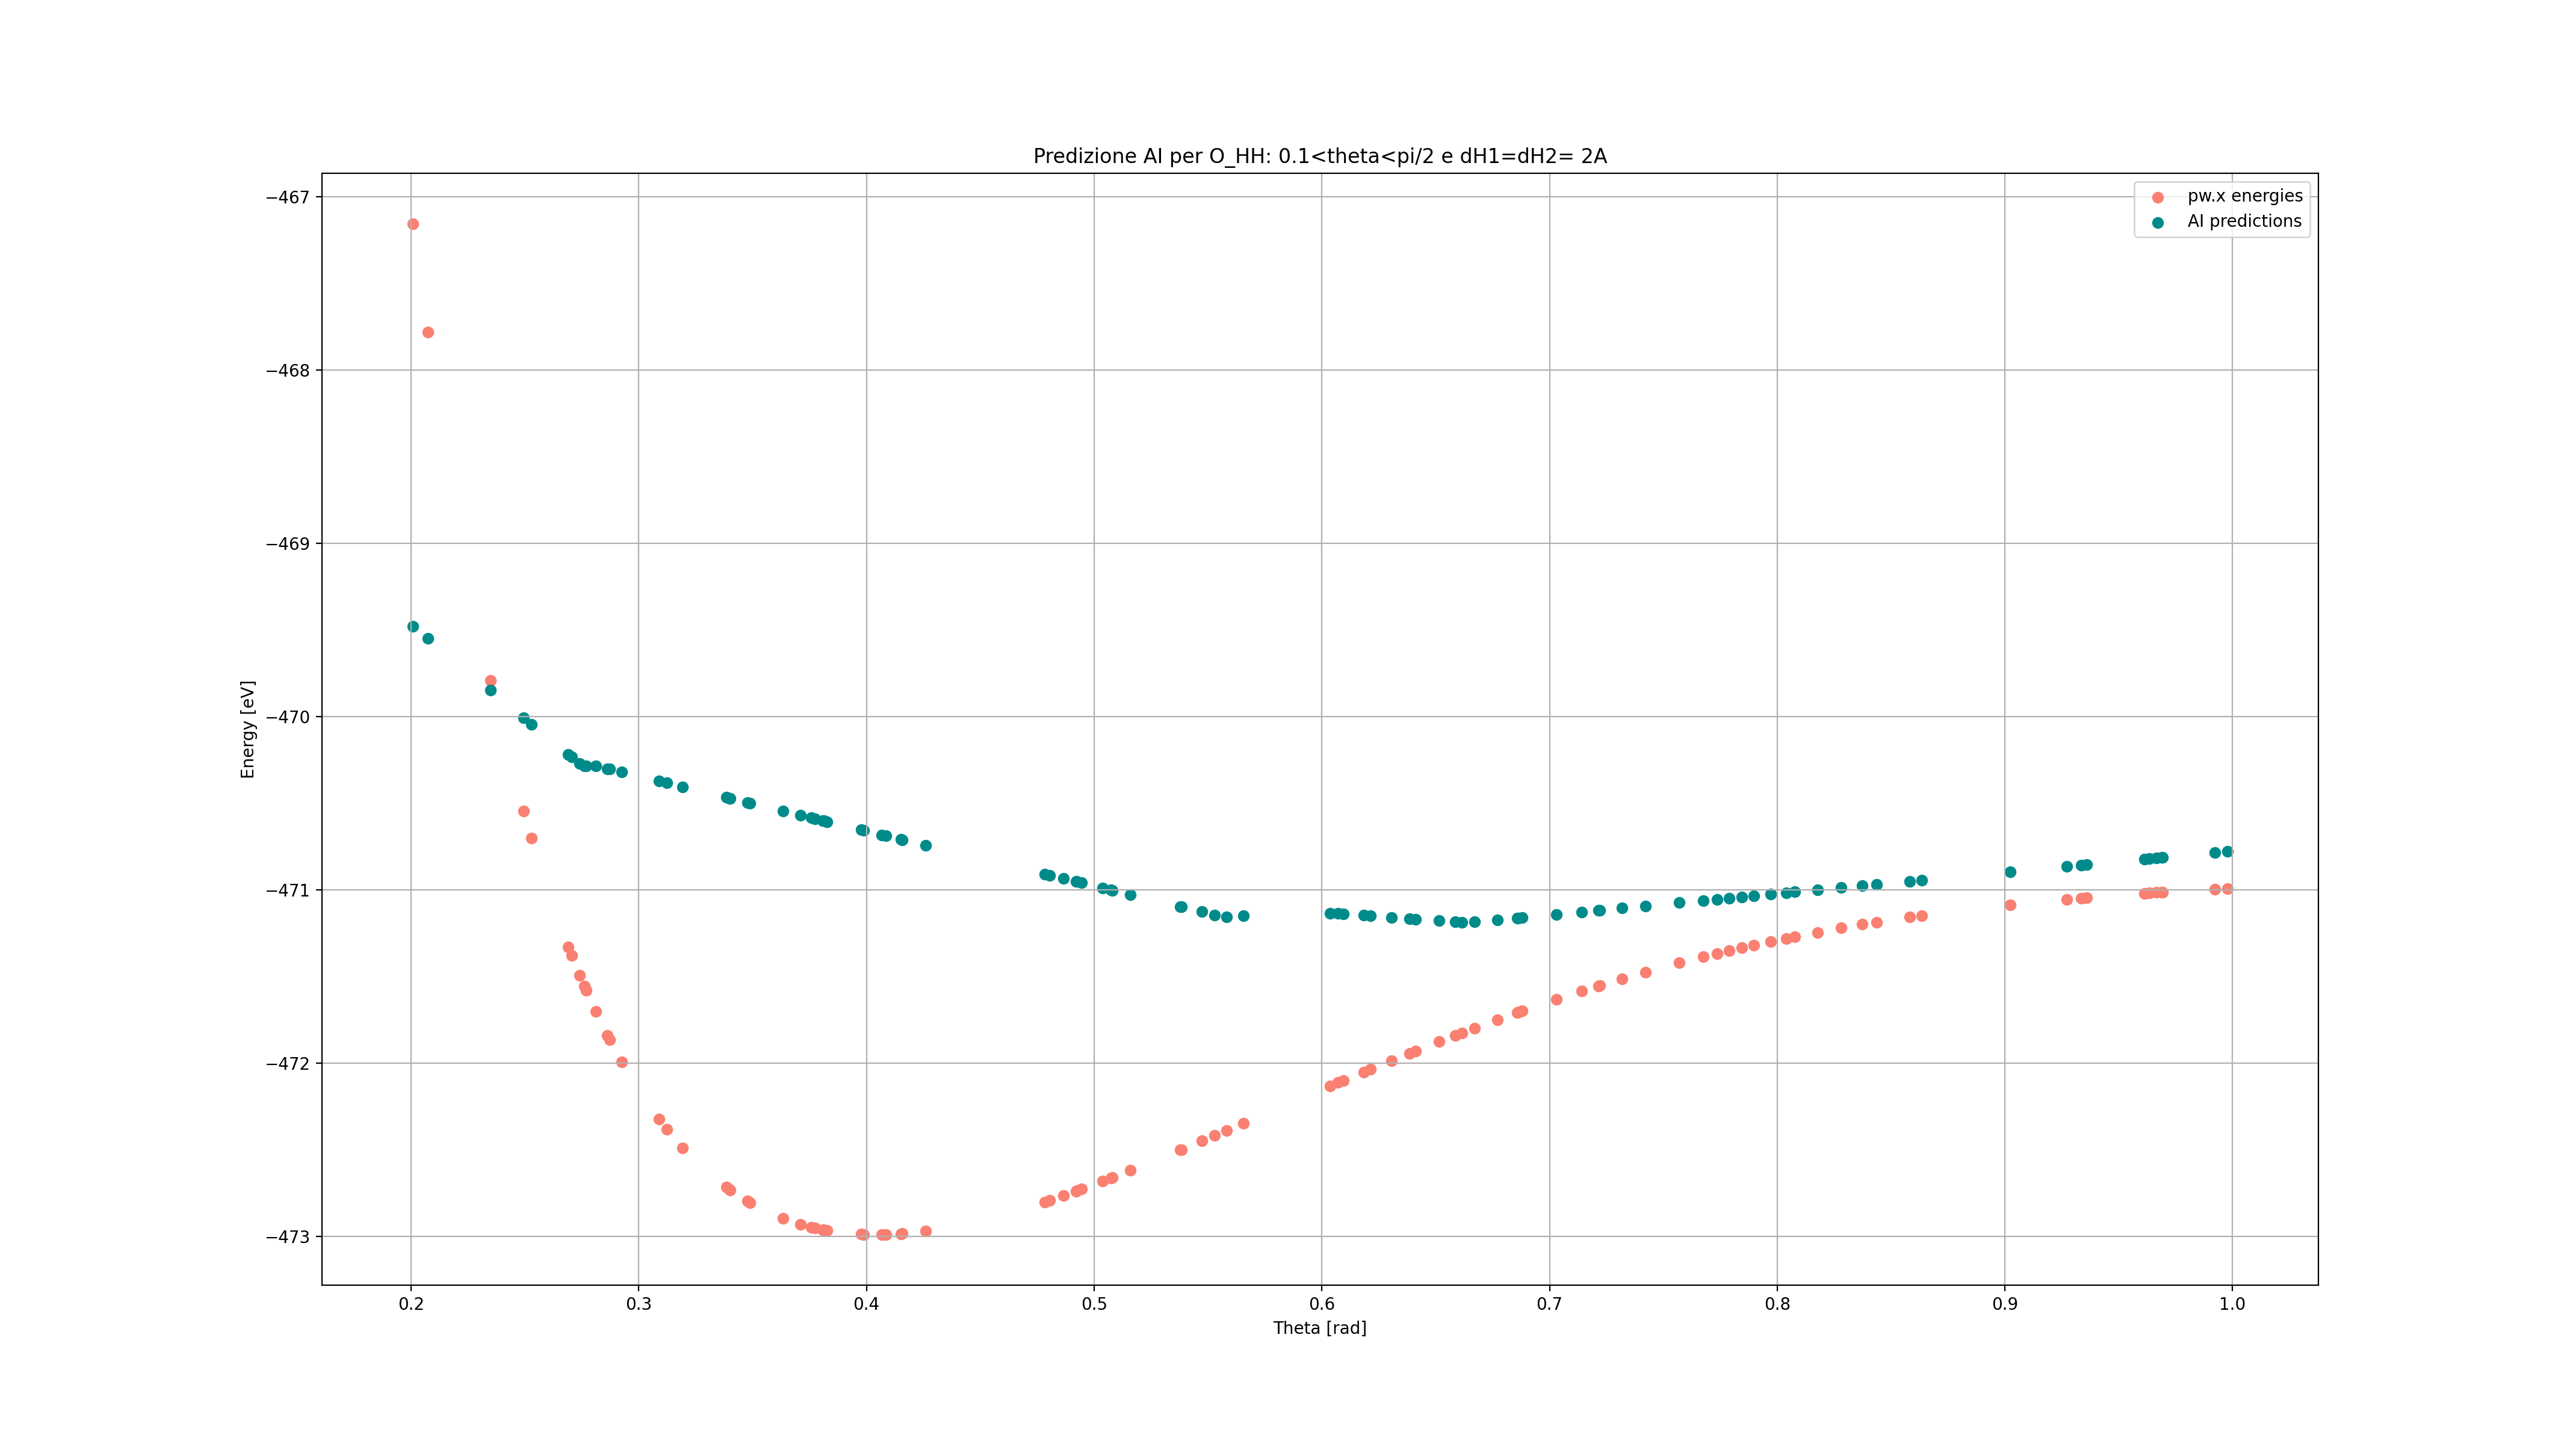 Predizione AI per O_HH: 0.1<theta<pi/2 e dH1=dH2= 2A
pw.x energies
AI predictions
Energy [eV]
−467
−468
−469
−470
−471
−472
−473
0.2 0.3 0.4 0.5 0.6 0.7 0.8 0.9 1.0
Theta [rad]